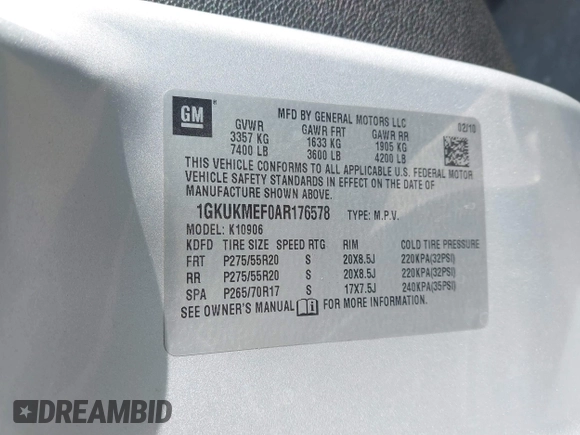 GM
MFD BY GENERAL MOTORS LLC
02/10
GVWR GAWR FRT GAWR RR
3357 KG 1633 KG 1905 KG
7400 LB 3600 LB 4200 LB
THIS VEHICLE CONFORMS TO ALL APPLICABLE U.S. FEDERAL MOTOR
VEHICLE SAFETY STANDARDS IN EFFECT ON THE DATE OF
MANUFACTURE SHOWN ABOVE.
1GKUKMEF0AR176578 TYPE: M.P.V.
MODEL: K10906
KDFD TIRE SIZE SPEED RTG RIM COLD TIRE PRESSURE
FRT P275/55R20 S 20X8.5J 220KPA(32PSI)
RR P275/55R20 S 20X8.5J 220KPA(32PSI)
SPA P265/70R17 S 17X7.5J 240KPA(35PSI)
SEE OWNER'S MANUAL FOR MORE INFORMATION.
DREAMBID